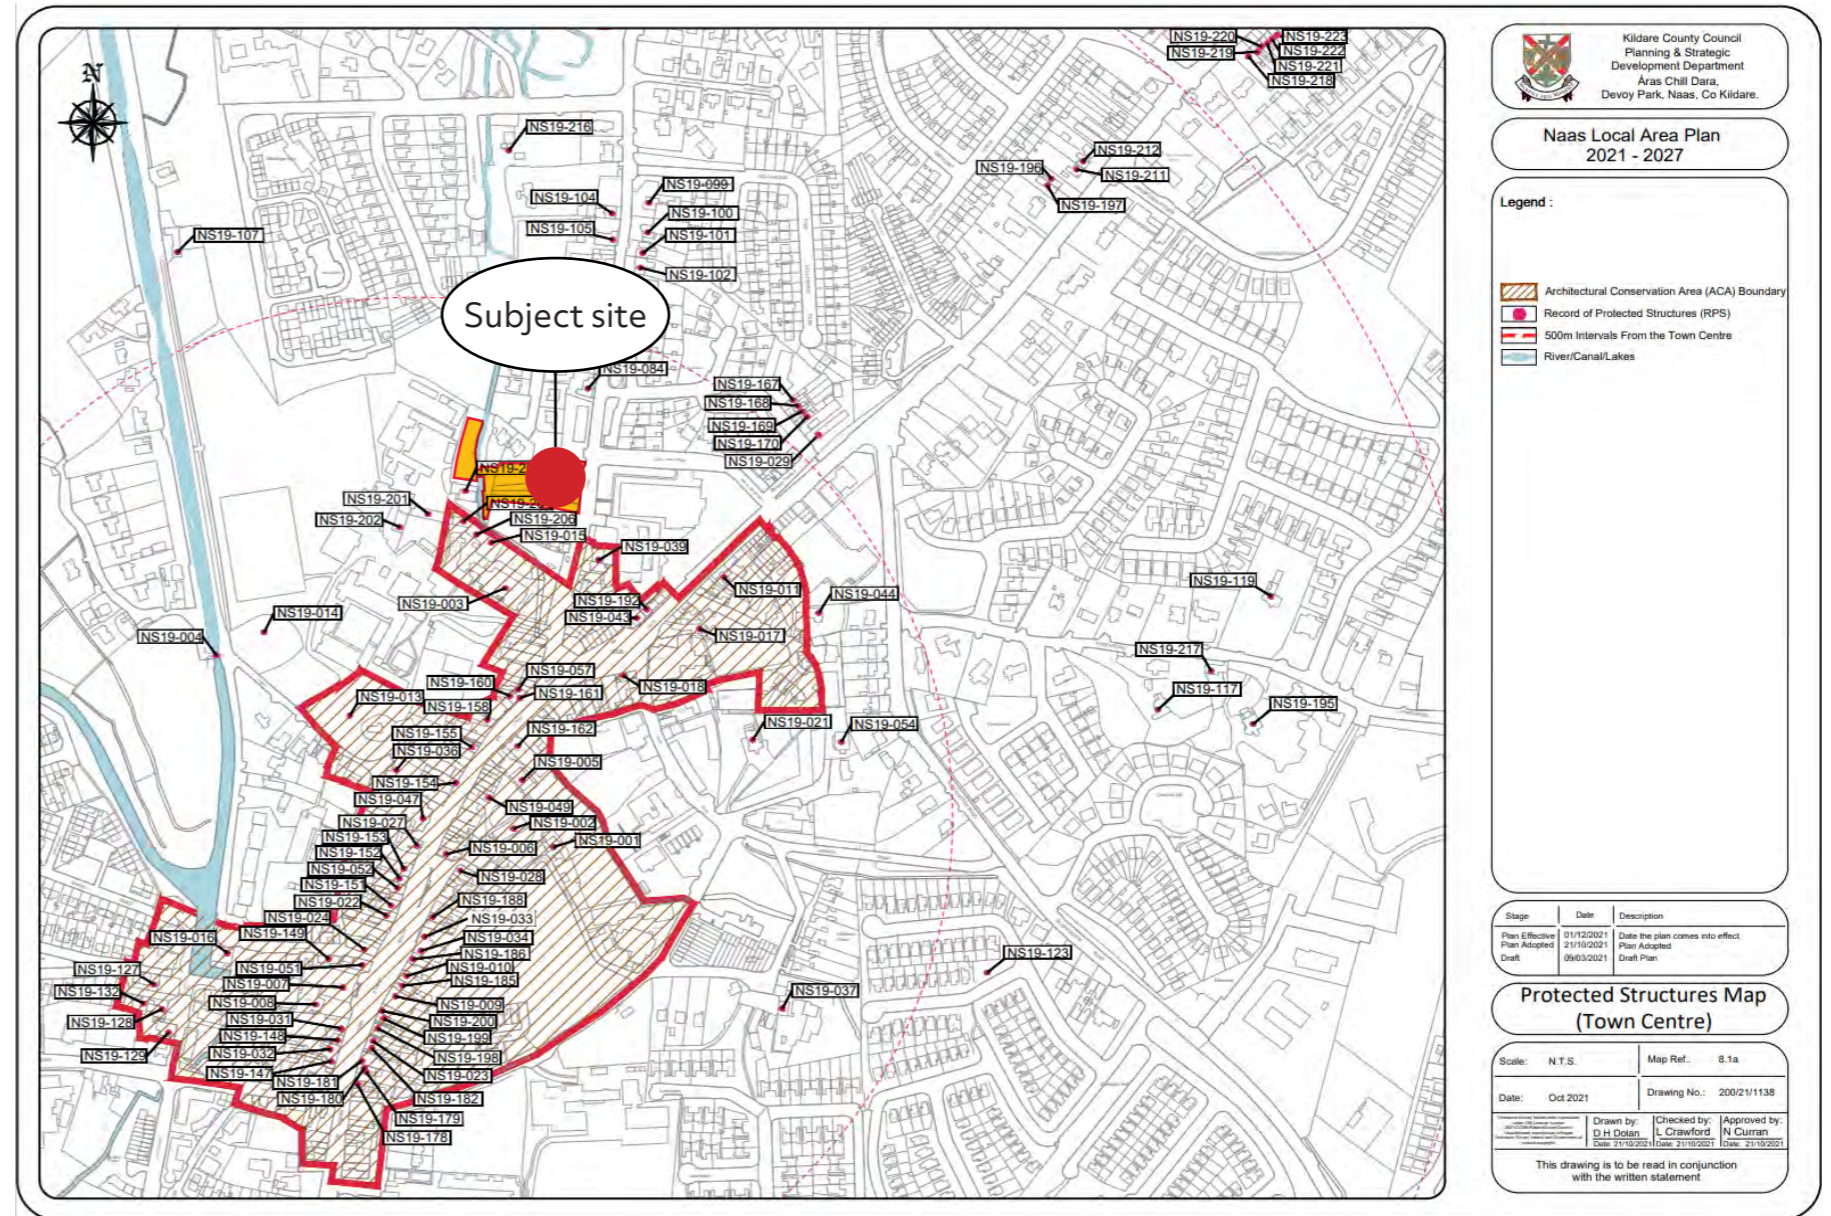 N
NS19-220
NS19-219
NS19-223
NS19-222
NS19-221
NS19-218
NS19-216
NS19-212
NS19-211
NS19-196
NS19-197
NS19-099
NS19-104
NS19-100
NS19-105
NS19-101
NS19-102
NS19-107
Subject site
NS19-084
NS19-167
NS19-168
NS19-169
NS19-170
NS19-029
NS19-201
NS19-202
NS19-206
NS19-015
NS19-039
NS19-003
NS19-192
NS19-043
NS19-011
NS19-044
NS19-017
NS19-119
NS19-014
NS19-004
NS19-217
NS19-117
NS19-195
NS19-057
NS19-160
NS19-161
NS19-018
NS19-013
NS19-158
NS19-021
NS19-054
NS19-162
NS19-155
NS19-036
NS19-005
NS19-154
NS19-047
NS19-049
NS19-027
NS19-002
NS19-153
NS19-001
NS19-152
NS19-006
NS19-052
NS19-028
NS19-151
NS19-022
NS19-188
NS19-024
NS19-033
NS19-149
NS19-016
NS19-034
NS19-186
NS19-051
NS19-010
NS19-127
NS19-007
NS19-185
NS19-132
NS19-008
NS19-009
NS19-128
NS19-031
NS19-200
NS19-148
NS19-199
NS19-129
NS19-032
NS19-198
NS19-147
NS19-023
NS19-181
NS19-180
NS19-182
NS19-179
NS19-178
NS19-123
NS19-037
Kildare County Council
Planning & Strategic
Development Department
Áras Chill Dara,
Devoy Park, Naas, Co Kildare.
Naas Local Area Plan
2021 - 2027
Legend :
Architectural Conservation Area (ACA) Boundary
Record of Protected Structures (RPS)
500m Intervals From the Town Centre
River/Canal/Lakes
Stage Date Description
Plan Effective 01/12/2021 Date the plan comes into effect
Plan Adopted 21/10/2021 Plan Adopted
Draft 09/03/2021 Draft Plan
Protected Structures Map
(Town Centre)
Scale: N.T.S. Map Ref.. 8.1a
Date: Oct 2021 Drawing No.: 200/21/1138
Drawn by: Checked by: Approved by:
D H Dolan L Crawford N Curran
Date: 21/10/2021 Date: 21/10/2021 Date: 21/10/2021
This drawing is to be read in conjunction
with the written statement